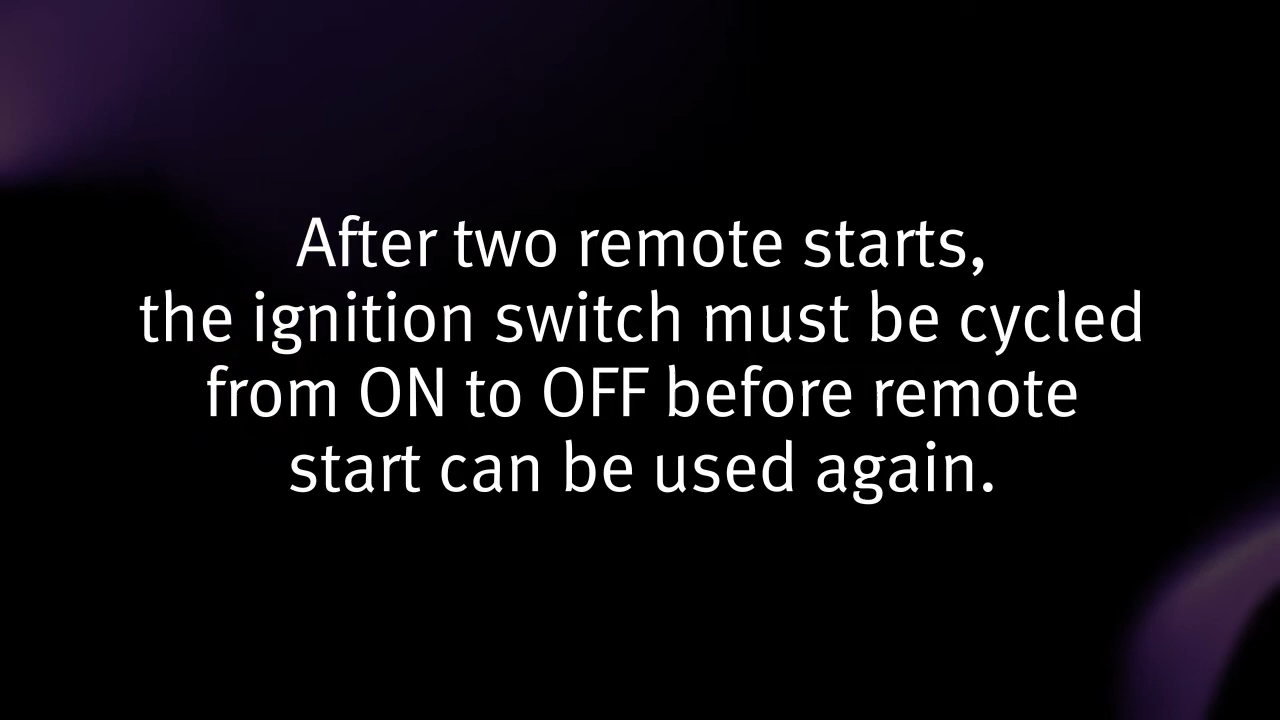 After two remote starts,
the ignition switch must be cycled
from ON to OFF before remote
start can be used again.